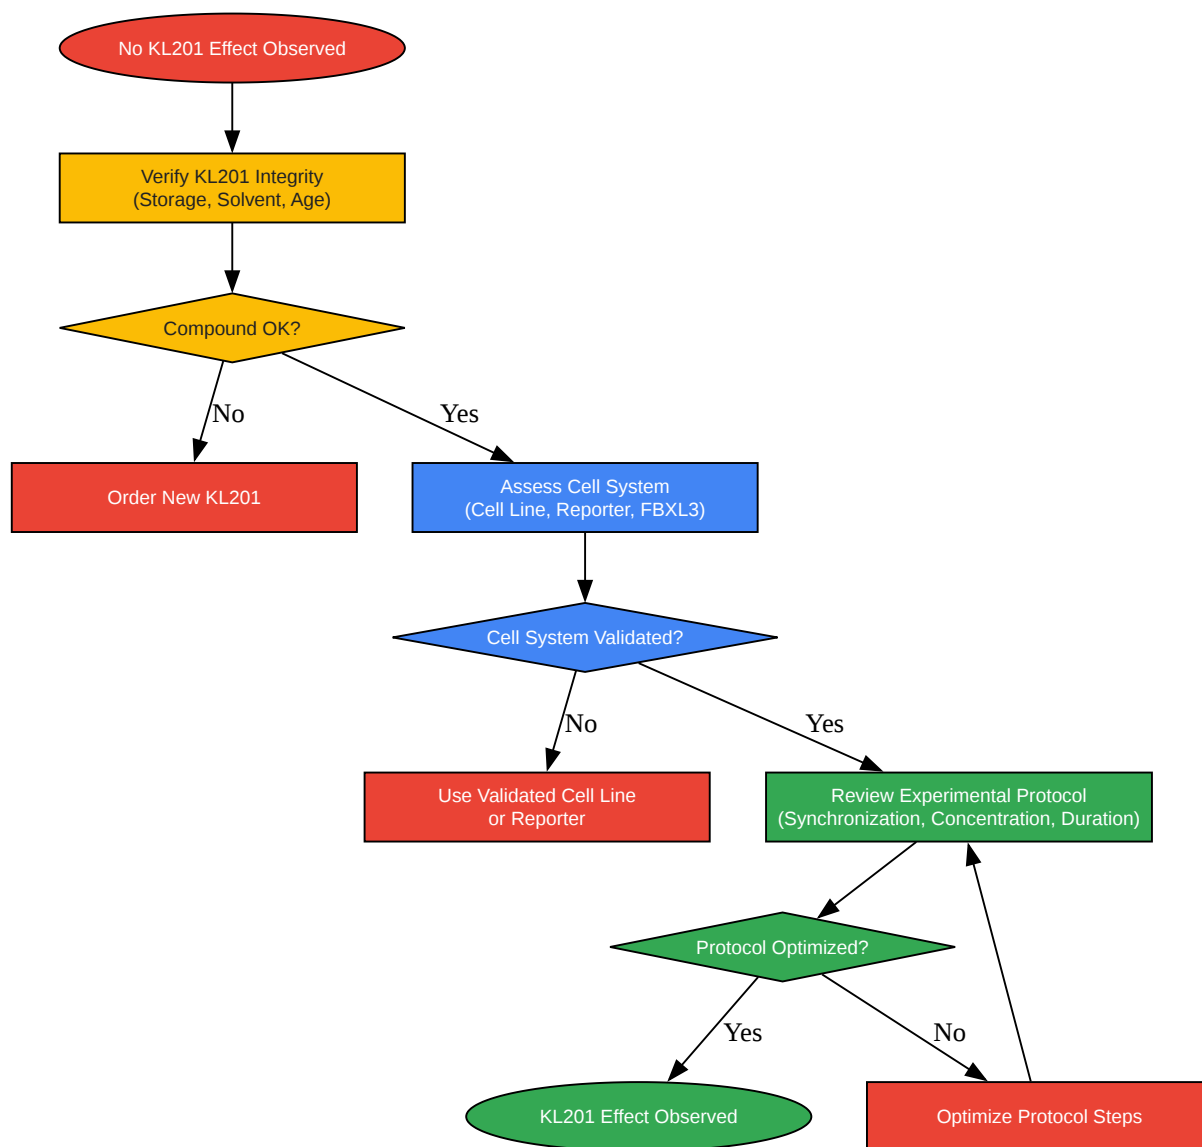 No KL201 Effect Observed
Verify KL201 Integrity
(Storage, Solvent, Age)
Compound OK?
No
Yes
Order New KL201
Assess Cell System
(Cell Line, Reporter, FBXL3)
Cell System Validated?
No
Yes
Use Validated Cell Line
or Reporter
Review Experimental Protocol
(Synchronization, Concentration, Duration)
Protocol Optimized?
Yes
No
KL201 Effect Observed
Optimize Protocol Steps